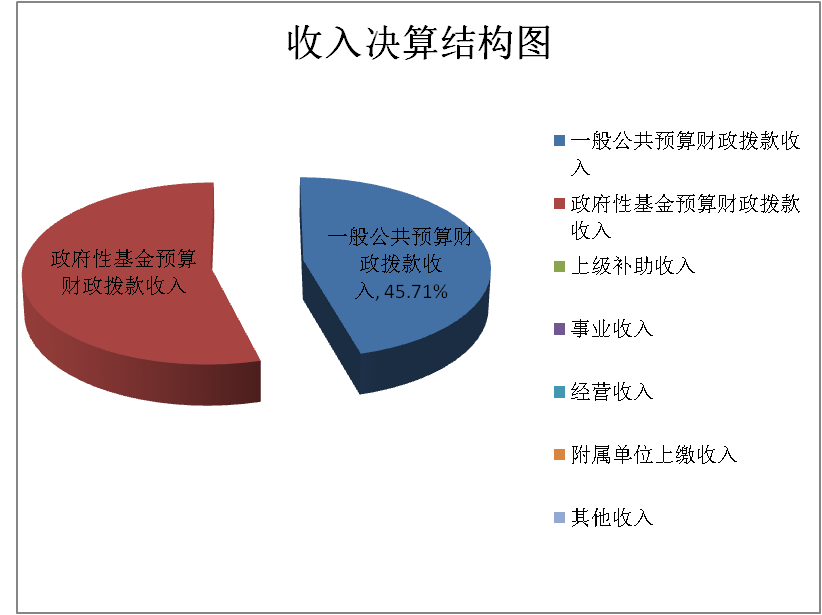 收入决算结构图
政府性基金预算
财政拨款收入
一般公共预算财
政拨款收
入, 45.71%
一般公共预算财政拨款收
入
政府性基金预算财政拨款
收入
上级补助收入
事业收入
经营收入
附属单位上缴收入
其他收入